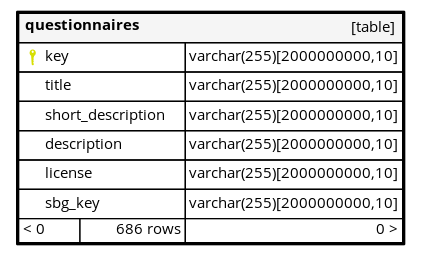 questionnaires [table]
key varchar(255)[2000000000,10]
title varchar(255)[2000000000,10]
short_description varchar(255)[2000000000,10]
description varchar(255)[2000000000,10]
license varchar(255)[2000000000,10]
sbg_key varchar(255)[2000000000,10]
< 0 686 rows 0 >